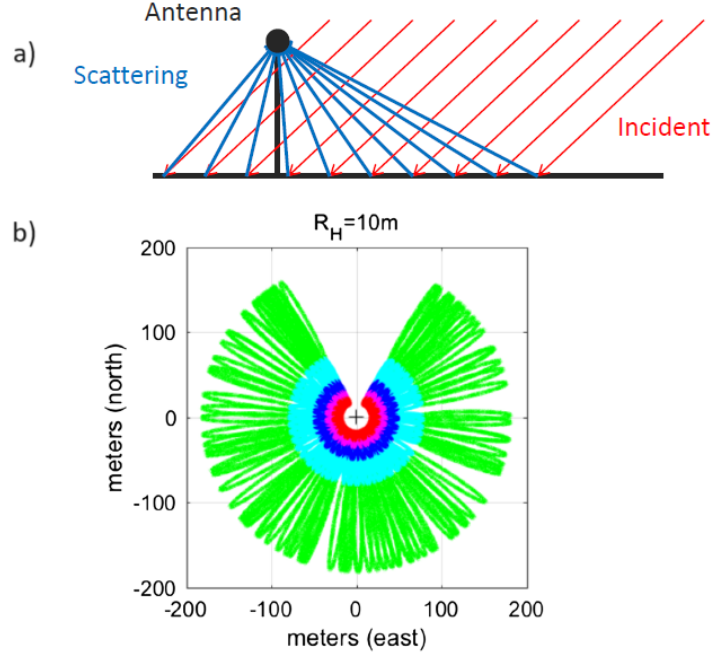 Antenna
a)
Scattering
Incident
b)
R_H=10m
200
100
0
-100
-200
meters (north)
-200 -100 0 100 200
meters (east)